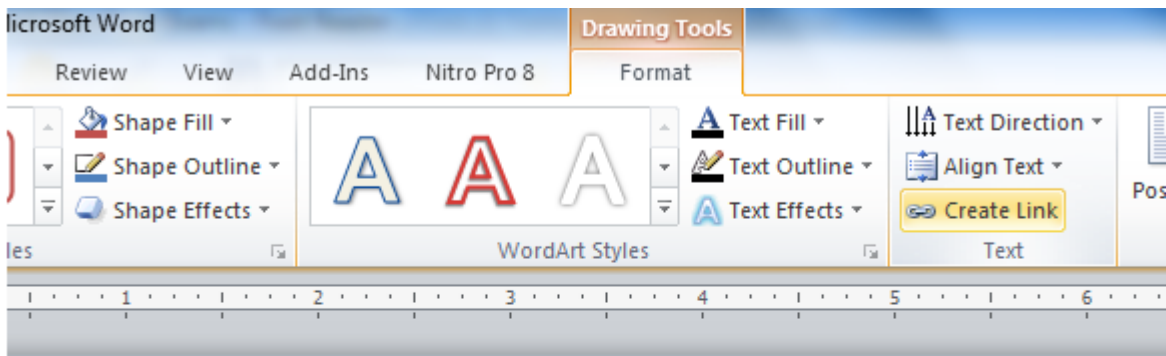 licrosoft Word Drawing Tools
Review View Add-Ins Nitro Pro 8 Format
Shape Fill A A A A Text Fill A Text Direction
Shape Outline Text Outline Align Text
Shape Effects A Text Effects Create Link Pos
les WordArt Styles Text
1 2 3 4 5 6